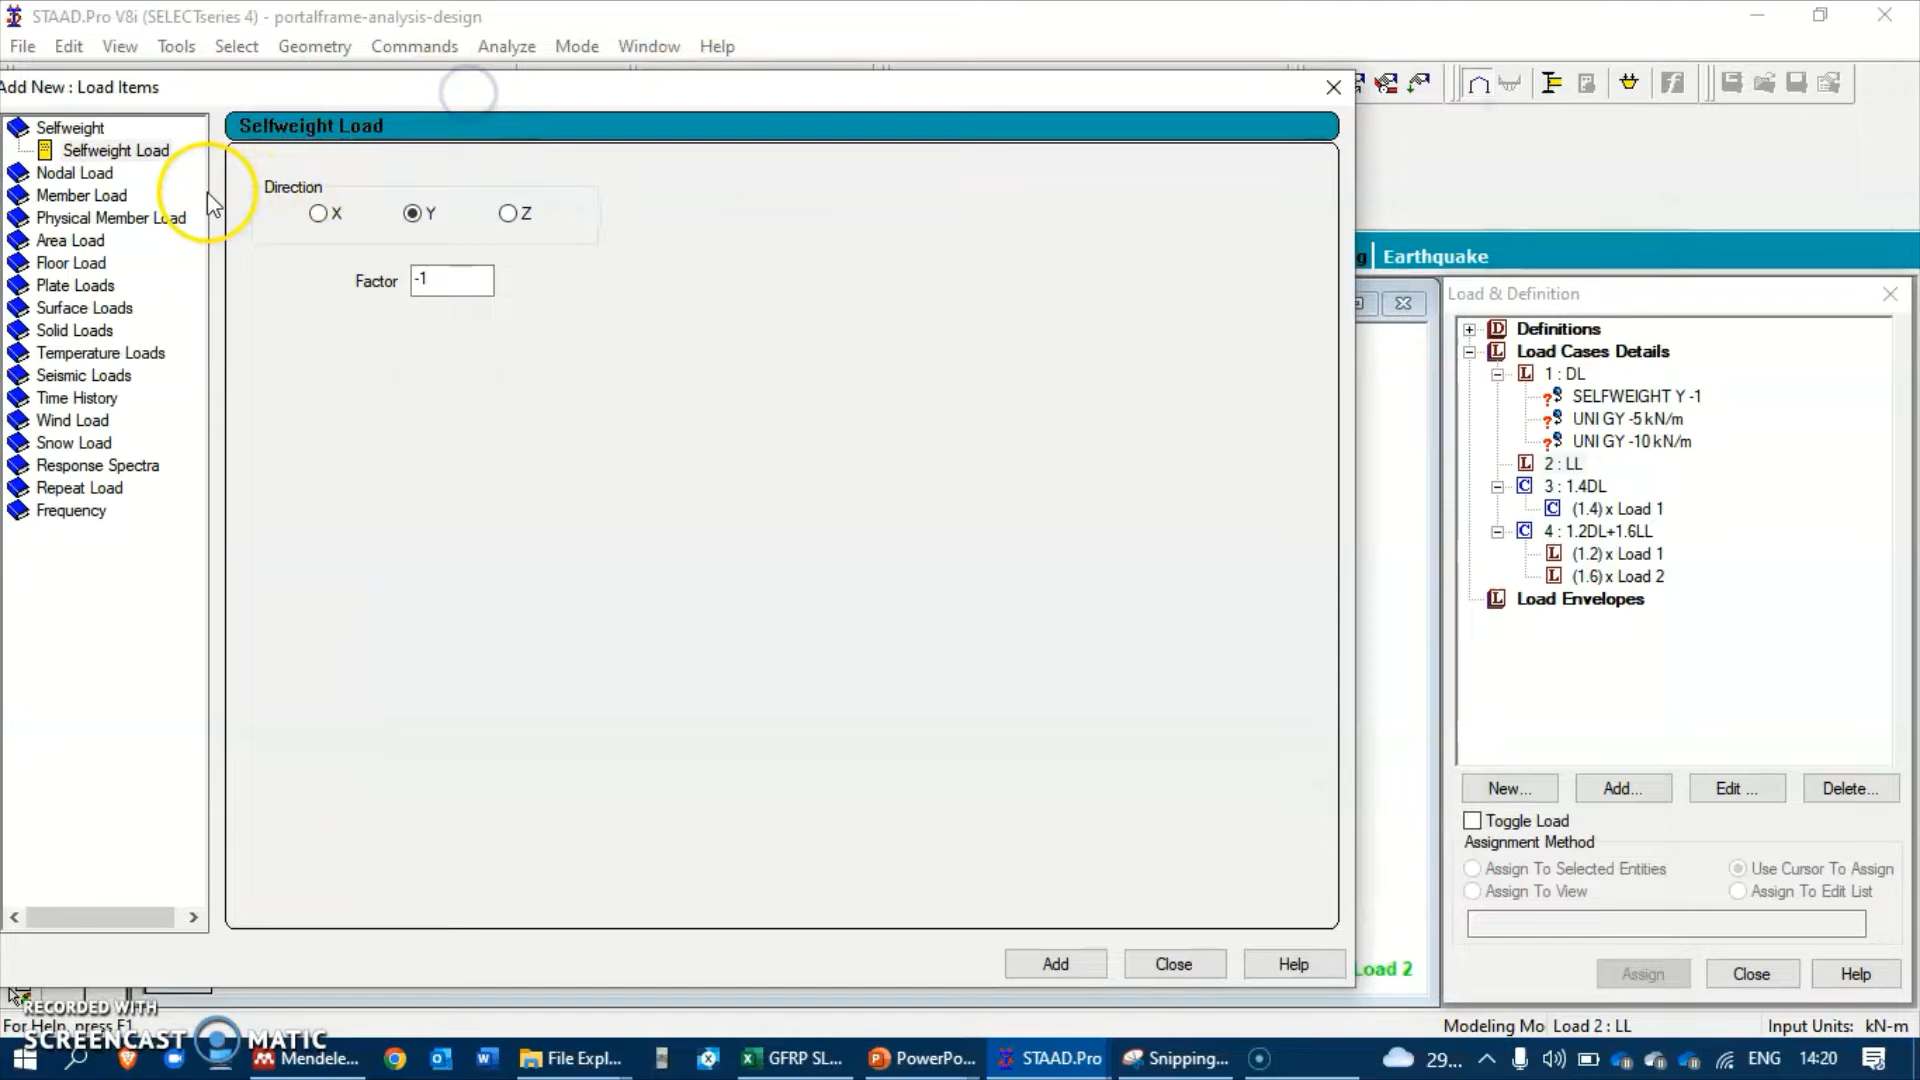 STAAD.Pro V8i (SELECTseries 4) - portalframe-analysis-design
File Edit View Tools Select Geometry Commands Analyze Mode Window Help
Add New : Load Items
Selfweight
Selfweight Load
Nodal Load
Member Load
Physical Member Load
Area Load
Floor Load
Plate Loads
Surface Loads
Solid Loads
Temperature Loads
Seismic Loads
Time History
Wind Load
Snow Load
Response Spectra
Repeat Load
Frequency
Selfweight Load
Direction
X Y Z
Factor -1
Add Close Help
Earthquake
Load & Definition
Definitions
Load Cases Details
1 : DL
SELFWEIGHT Y -1
UNI GY -5 kN/m
UNI GY -10 kN/m
2 : LL
3 : 1.4DL
(1.4) x Load 1
4 : 1.2DL+1.6LL
(1.2) x Load 1
(1.6) x Load 2
Load Envelopes
New... Add... Edit ... Delete...
Toggle Load
Assignment Method
Assign To Selected Entities Use Cursor To Assign
Assign To View Assign To Edit List
Assign Close Help
Load 2
For Help, press F1
Modeling Mo Load 2 : LL Input Units: kN-m
RECORDED WITH
SCREENCAST MATIC
Mendele... File Expl... GFRP SL... PowerPo... STAAD.Pro Snipping... 29... ENG 14:20